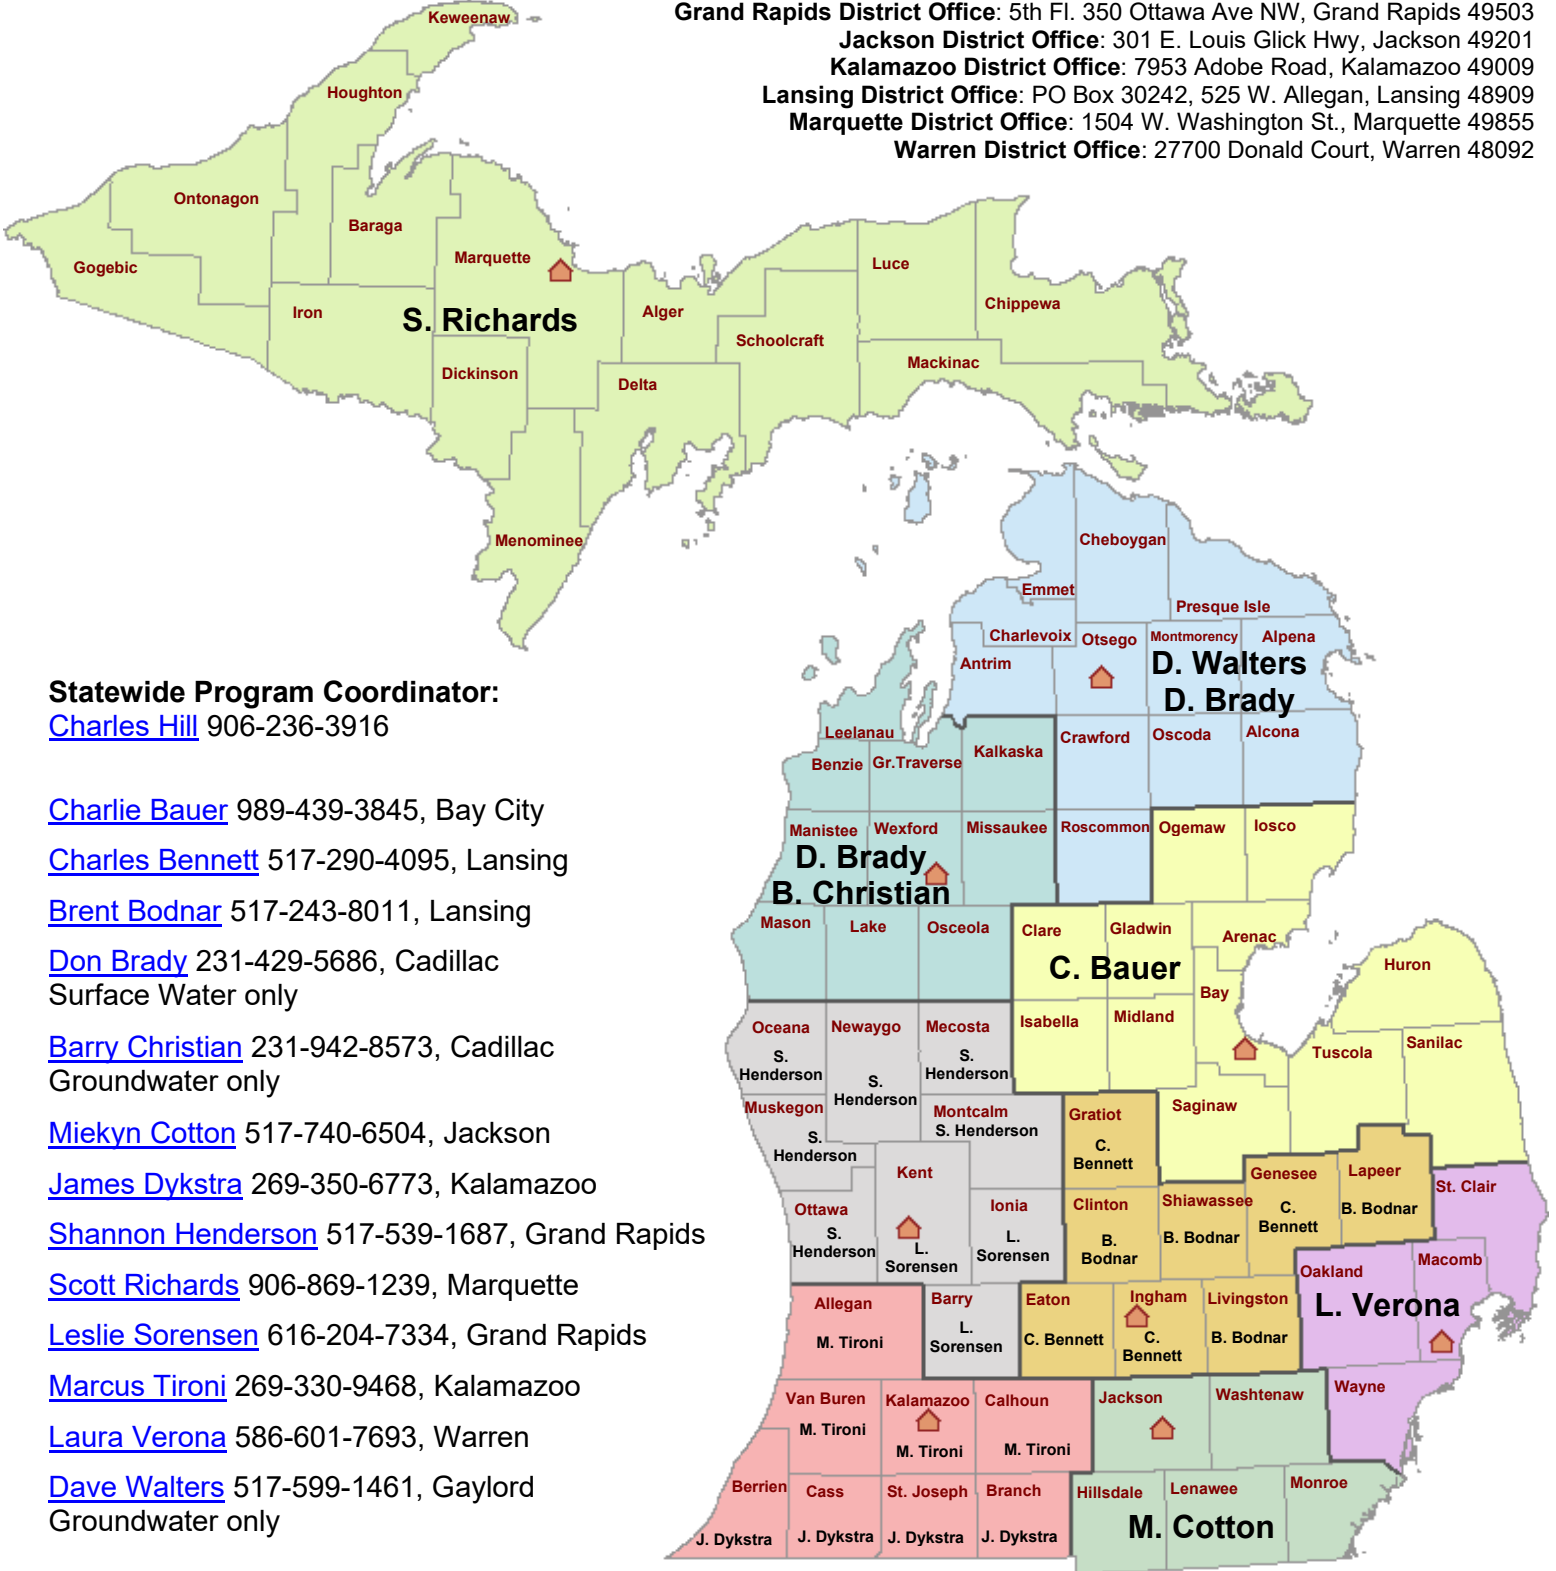 Grand Rapids District Office: 5th Fl. 350 Ottawa Ave NW, Grand Rapids 49503
Jackson District Office: 301 E. Louis Glick Hwy, Jackson 49201
Kalamazoo District Office: 7953 Adobe Road, Kalamazoo 49009
Lansing District Office: PO Box 30242, 525 W. Allegan, Lansing 48909
Marquette District Office: 1504 W. Washington St., Marquette 49855
Warren District Office: 27700 Donald Court, Warren 48092
Keweenaw
Houghton
Ontonagon
Baraga
Gogebic
Marquette
Iron
S. Richards
Alger
Luce
Chippewa
Schoolcraft
Mackinac
Dickinson
Delta
Menominee
Statewide Program Coordinator:
Charles Hill 906-236-3916
Charlie Bauer 989-439-3845, Bay City
Charles Bennett 517-290-4095, Lansing
Brent Bodnar 517-243-8011, Lansing
Don Brady 231-429-5686, Cadillac
Surface Water only
Barry Christian 231-942-8573, Cadillac
Groundwater only
Miekyn Cotton 517-740-6504, Jackson
James Dykstra 269-350-6773, Kalamazoo
Shannon Henderson 517-539-1687, Grand Rapids
Scott Richards 906-869-1239, Marquette
Leslie Sorensen 616-204-7334, Grand Rapids
Marcus Tironi 269-330-9468, Kalamazoo
Laura Verona 586-601-7693, Warren
Dave Walters 517-599-1461, Gaylord
Groundwater only
Cheboygan
Emmet
Presque Isle
Charlevoix
Otsego
Montmorency
Alpena
Antrim
D. Walters
D. Brady
Crawford
Oscoda
Alcona
Roscommon
Leelanau
Benzie
Gr.Traverse
Kalkaska
Manistee
Wexford
Missaukee
D. Brady
B. Christian
Mason
Lake
Osceola
Ogemaw
Iosco
Clare
Gladwin
Arenac
C. Bauer
Bay
Huron
Isabella
Midland
Tuscola
Sanilac
Saginaw
Oceana
S.
Henderson
Newaygo
S.
Henderson
Mecosta
S.
Henderson
Muskegon
S.
Henderson
Montcalm
S. Henderson
Kent
L.
Sorensen
Ottawa
S.
Henderson
Ionia
L.
Sorensen
Barry
L.
Sorensen
Gratiot
C.
Bennett
Clinton
B.
Bodnar
Shiawassee
B. Bodnar
Genesee
C.
Bennett
Lapeer
B. Bodnar
Eaton
C. Bennett
Ingham
C.
Bennett
Livingston
B. Bodnar
St. Clair
Oakland
Macomb
L. Verona
Wayne
Allegan
M. Tironi
Van Buren
M. Tironi
Kalamazoo
M. Tironi
Calhoun
M. Tironi
Berrien
J. Dykstra
Cass
J. Dykstra
St. Joseph
J. Dykstra
Branch
J. Dykstra
Jackson
Washtenaw
Hillsdale
Lenawee
Monroe
M. Cotton